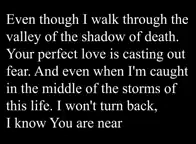 Even though I walk through the
valley of the shadow of death.
Your perfect love is casting out
fear. And even when I'm caught
in the middle of the storms of
this life. I won't turn back,
I know You are near